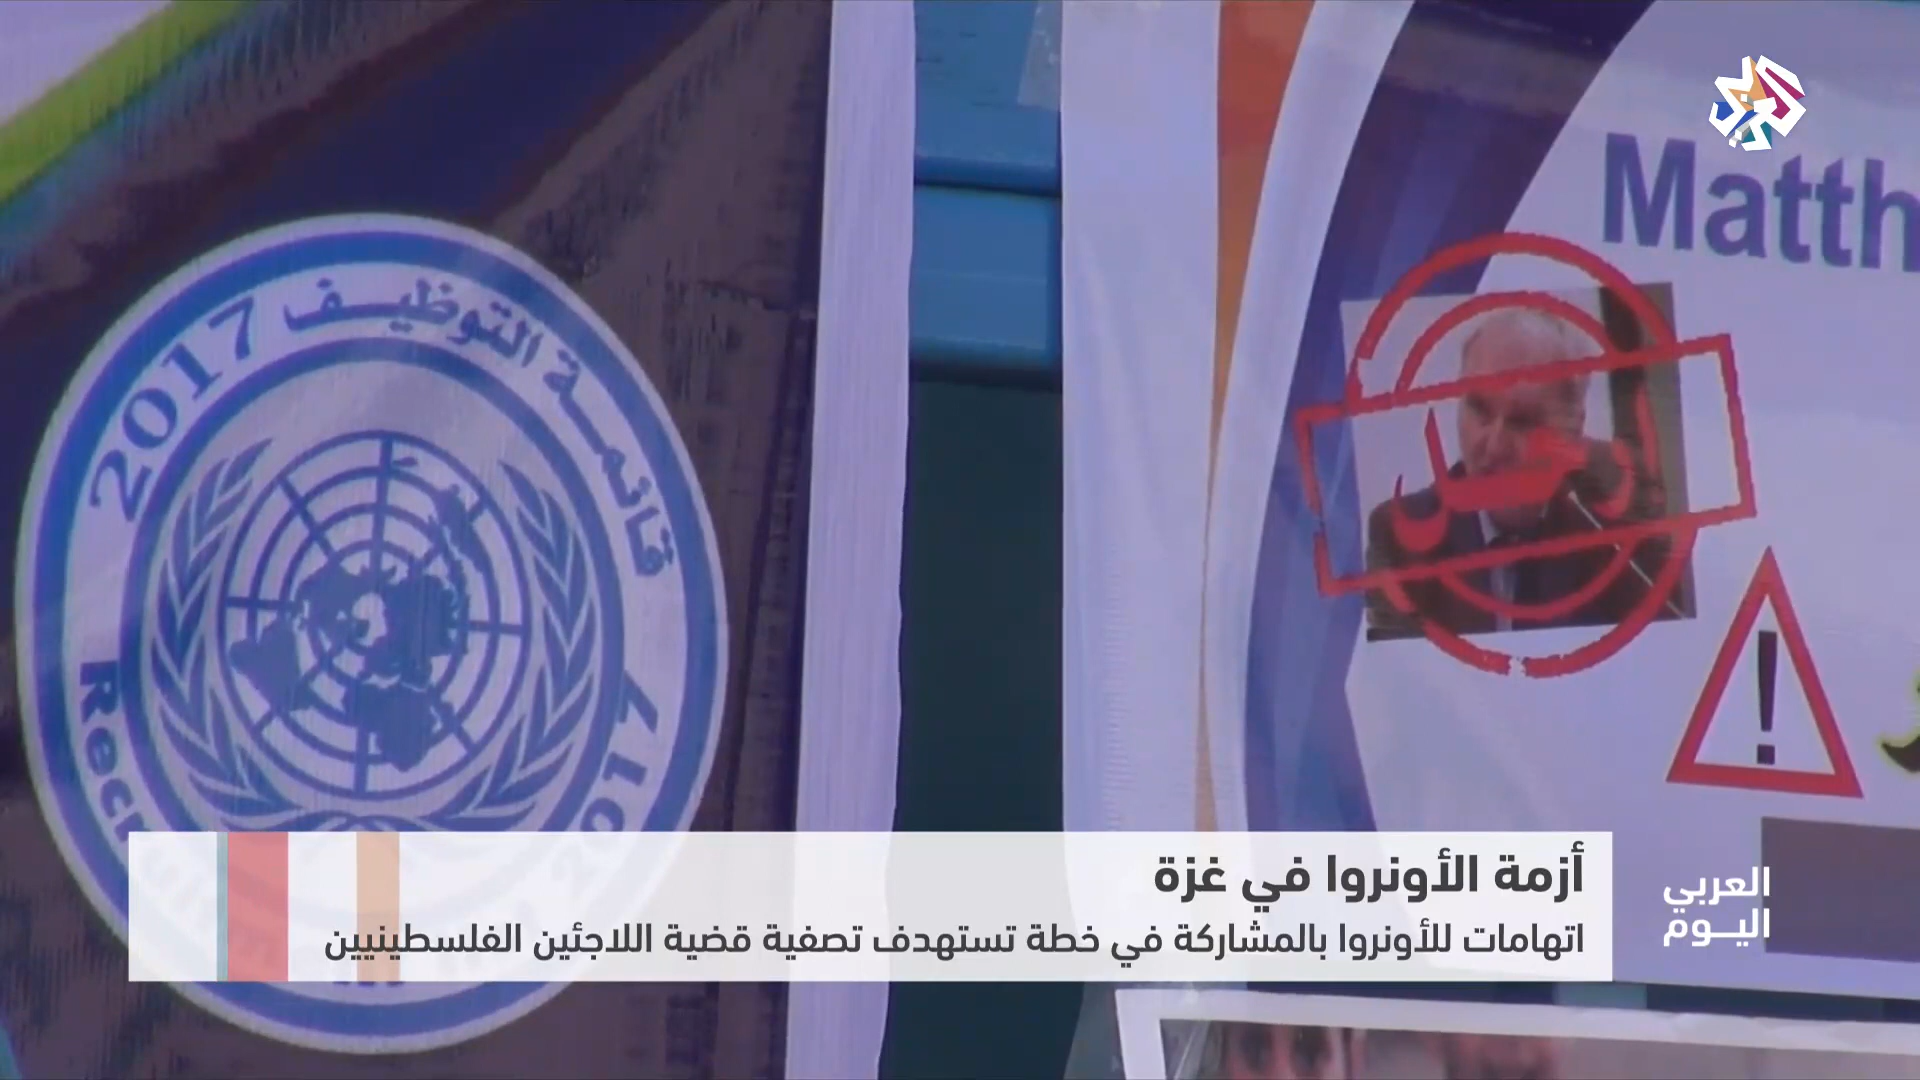 Matth
ارحل
!
2017 قائمة التوظيف
2017
أزمة الأونروا في غزة
اتهامات للأونروا بالمشاركة في خطة تستهدف تصفية قضية اللاجئين الفلسطينيين
العربي
اليوم